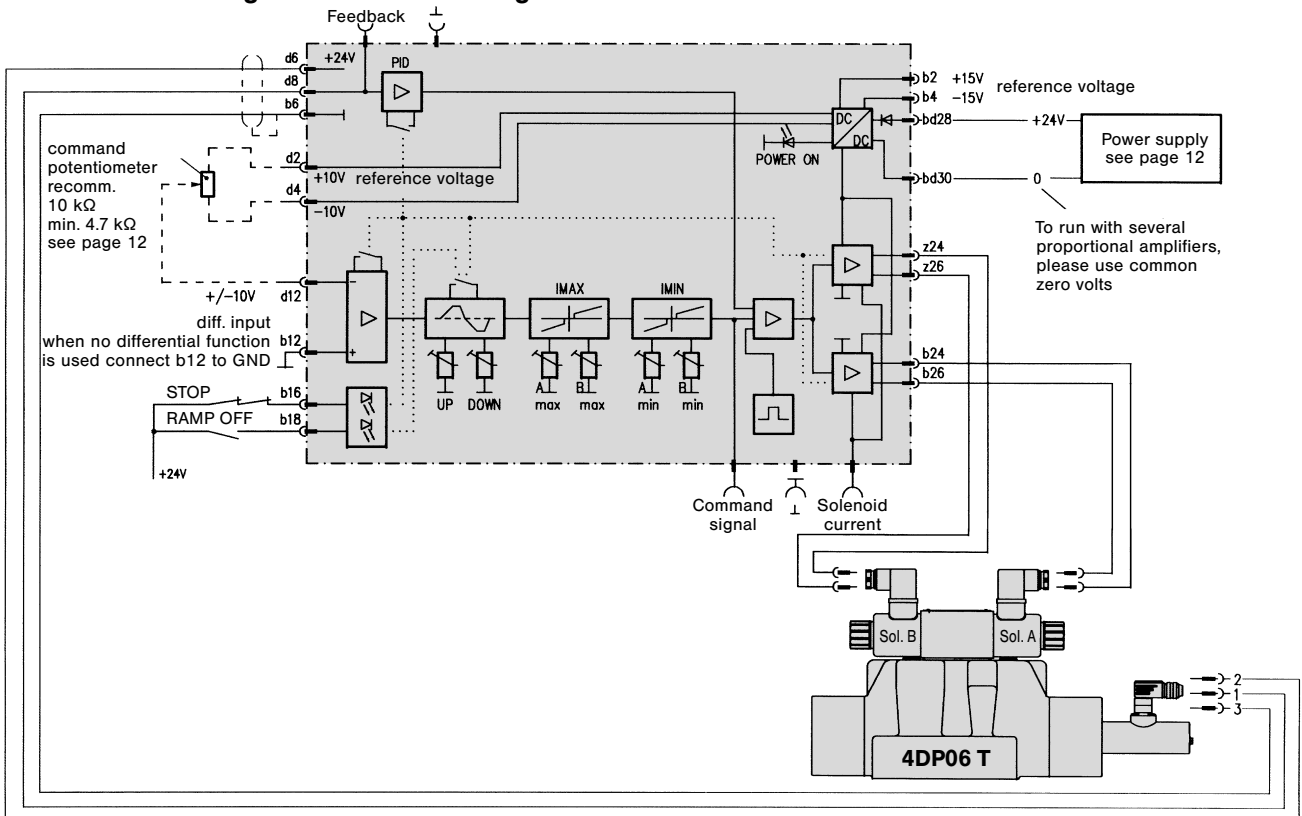 Feedback
d6
+24V
d8
b6
PID
b2 +15V
b4 -15V
reference voltage
bd28
+24V
DC
DC
POWER ON
Power supply
see page 12
bd30
0
command
potentiometer
recomm.
10 kΩ
min. 4.7 kΩ
see page 12
d2
+10V reference voltage
d4
-10V
To run with several
proportional amplifiers,
please use common
zero volts
z24
z26
+/-10V
d12
−
diff. input
when no differential function
is used connect b12 to GND
b12
+
IMAX
IMIN
UP
DOWN
A
max
B
max
A
min
B
min
b24
b26
STOP
b16
RAMP OFF
b18
+24V
Command
signal
Solenoid
current
Sol. B
Sol. A
2
1
3
4DP06 T